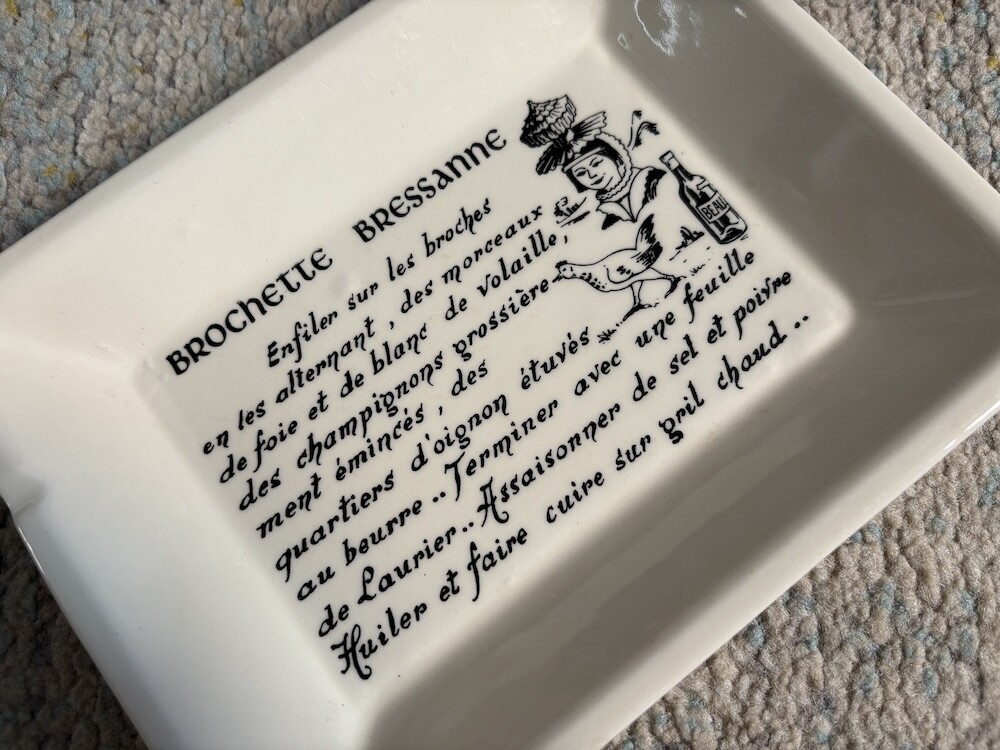 BROCHETTE BRESSANNE
Enfiler sur les broches
en les alternant, des morceaux
de foie et de blanc de volaille,
des champignons grossière-
ment émincés, des
quartiers d'oignon étuvés
au beurre.. Terminer avec une feuille
de Laurier.. Assaisonner de sel et poivre
Huiler et faire cuire sur gril chaud..
BEAU